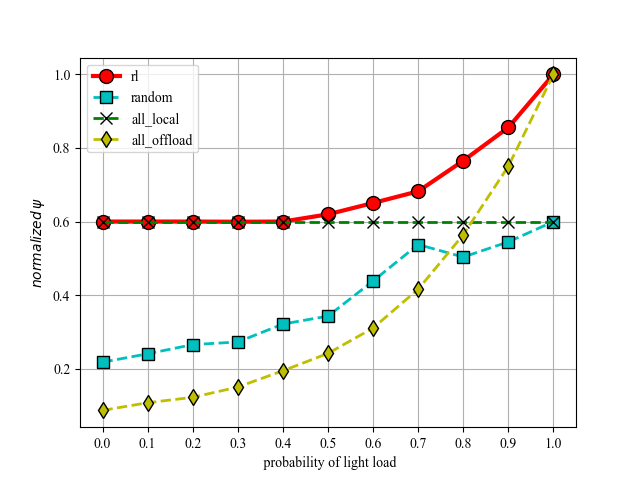 rl
random
all_local
all_offload
normalized ψ
1.0
0.8
0.6
0.4
0.2
0.0 0.1 0.2 0.3 0.4 0.5 0.6 0.7 0.8 0.9 1.0
probability of light load